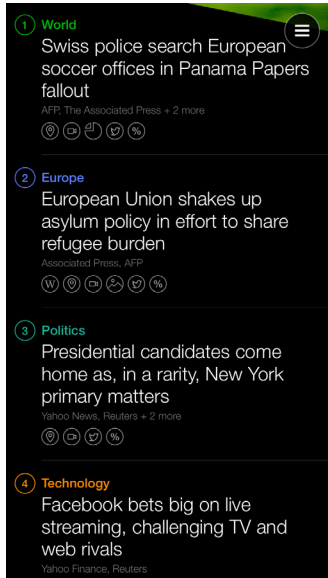 1 World
Swiss police search European
soccer offices in Panama Papers
fallout
AFP, The Associated Press + 2 more
%
2 Europe
European Union shakes up
asylum policy in effort to share
refugee burden
Associated Press, AFP
W %
3 Politics
Presidential candidates come
home as, in a rarity, New York
primary matters
Yahoo News, Reuters + 2 more
%
4 Technology
Facebook bets big on live
streaming, challenging TV and
web rivals
Yahoo Finance, Reuters